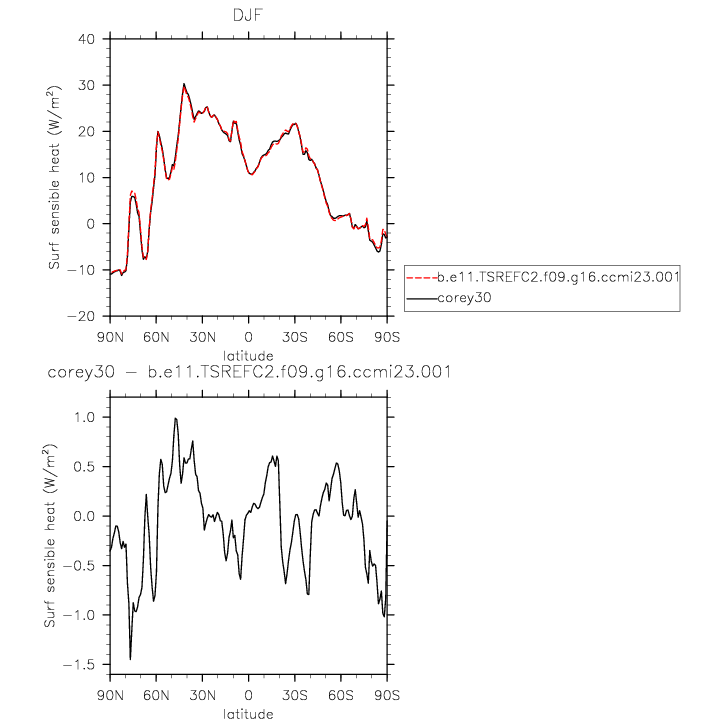 DJF
Surf sensible heat (W/m²)
40
30
20
10
0
−10
−20
90N 60N 30N 0 30S 60S 90S
latitude
b.e11.TSREFC2.f09.g16.ccmi23.001
corey30
corey30 − b.e11.TSREFC2.f09.g16.ccmi23.001
Surf sensible heat (W/m²)
1.0
0.5
0.0
−0.5
−1.0
−1.5
90N 60N 30N 0 30S 60S 90S
latitude